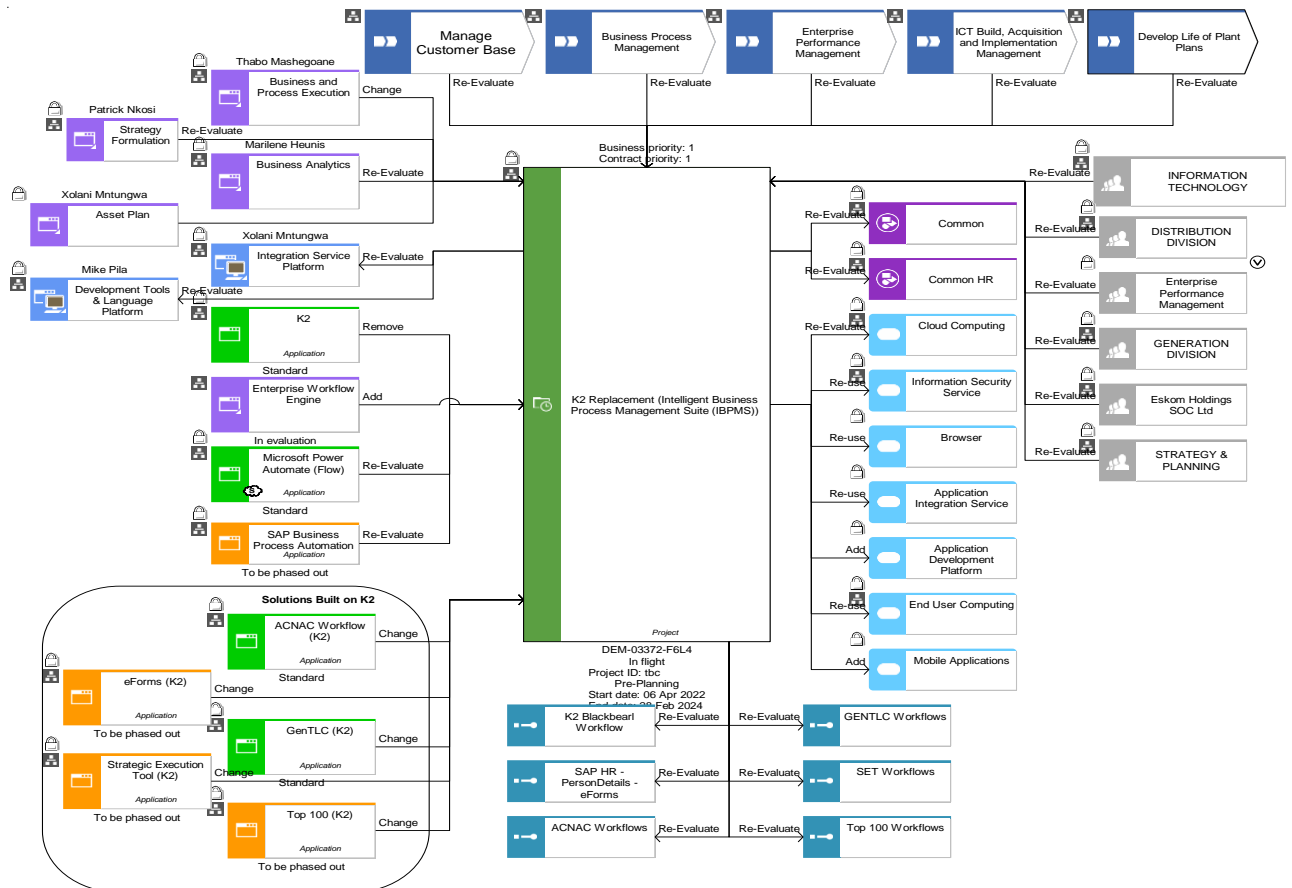 Manage
Customer Base
Business Process
Management
Enterprise
Performance
Management
ICT Build, Acquisition
and Implementation
Management
Develop Life of Plant
Plans
Re-Evaluate
Re-Evaluate
Re-Evaluate
Re-Evaluate
Re-Evaluate
Thabo Mashegoane
Business and
Process Execution
Change
Patrick Nkosi
Strategy
Formulation
Re-Evaluate
Marilene Heunis
Business Analytics
Re-Evaluate
Xolani Mntungwa
Asset Plan
Xolani Mntungwa
Integration Service
Platform
Re-Evaluate
Mike Pila
Development Tools
& Language
Platform
Re-Evaluate
K2
Application
Remove
Standard
Enterprise Workflow
Engine
Add
In evaluation
Microsoft Power
Automate (Flow)
Application
Re-Evaluate
Standard
SAP Business
Process Automation
Application
Re-Evaluate
To be phased out
Solutions Built on K2
ACNAC Workflow
(K2)
Application
Change
Standard
eForms (K2)
Application
Change
To be phased out
GenTLC (K2)
Application
Change
Standard
Strategic Execution
Tool (K2)
Application
Change
To be phased out
Top 100 (K2)
Application
Change
To be phased out
Business priority: 1
Contract priority: 1
K2 Replacement (Intelligent Business
Process Management Suite (IBPMS))
Project
DEM-03372-F6L4
In flight
Project ID: tbc
Pre-Planning
Start date: 06 Apr 2022
End date: 28 Feb 2024
K2 Blackbearl
Workflow
Re-Evaluate
Re-Evaluate
GENTLC Workflows
SAP HR -
PersonDetails -
eForms
Re-Evaluate
Re-Evaluate
SET Workflows
ACNAC Workflows
Re-Evaluate
Re-Evaluate
Top 100 Workflows
Re-Evaluate
Common
Re-Evaluate
Common HR
Re-Evaluate
Cloud Computing
Re-use
Information Security
Service
Re-use
Browser
Re-use
Application
Integration Service
Add
Application
Development
Platform
Re-use
End User Computing
Add
Mobile Applications
Re-Evaluate
INFORMATION
TECHNOLOGY
Re-Evaluate
DISTRIBUTION
DIVISION
Re-Evaluate
Enterprise
Performance
Management
Re-Evaluate
GENERATION
DIVISION
Re-Evaluate
Eskom Holdings
SOC Ltd
Re-Evaluate
STRATEGY &
PLANNING